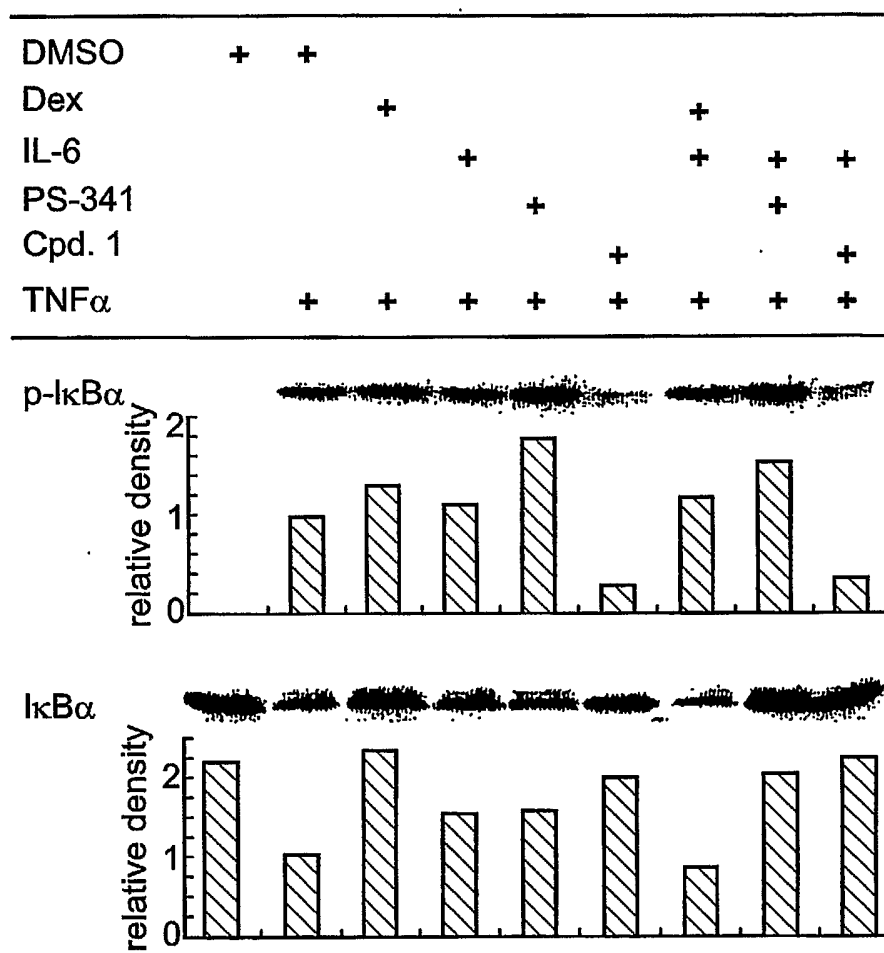 DMSO + +
Dex + +
IL-6 + + + +
PS-341 + +
Cpd. 1 + +
TNFα + + + + + + + +
p-IκBα
relative density
2
1
0
IκBα
relative density
2
1
0